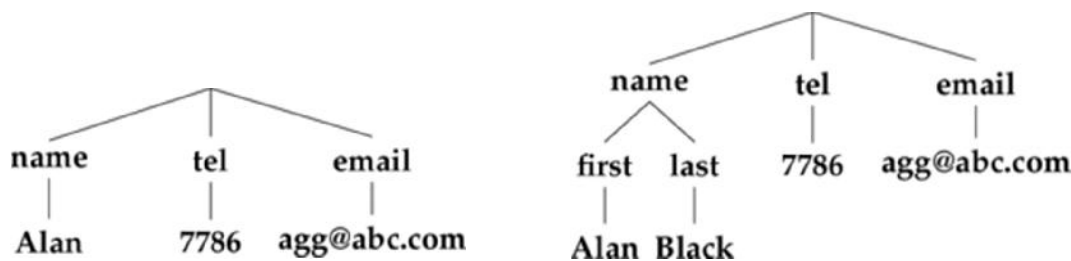 name tel email
Alan 7786 agg@abc.com
name tel email
first last 7786 agg@abc.com
Alan Black